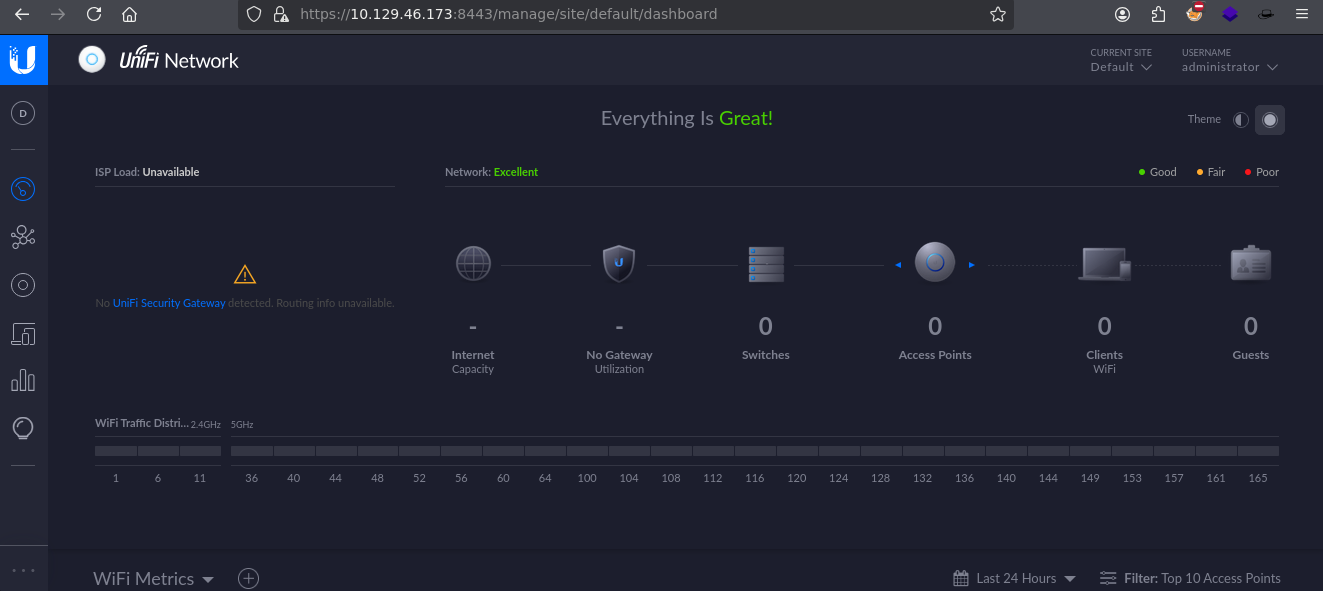 https://10.129.46.173:8443/manage/site/default/dashboard
UniFi Network
CURRENT SITE
Default
USERNAME
administrator
D
Everything Is Great!
Theme
ISP Load: Unavailable
Network: Excellent
Good
Fair
Poor
No UniFi Security Gateway detected. Routing info unavailable.
-
Internet
Capacity
-
No Gateway
Utilization
0
Switches
0
Access Points
0
Clients
WiFi
0
Guests
WiFi Traffic Distri... 2.4GHz
5GHz
1 6 11 36 40 44 48 52 56 60 64 100 104 108 112 116 120 124 128 132 136 140 144 149 153 157 161 165
WiFi Metrics
Last 24 Hours
Filter: Top 10 Access Points